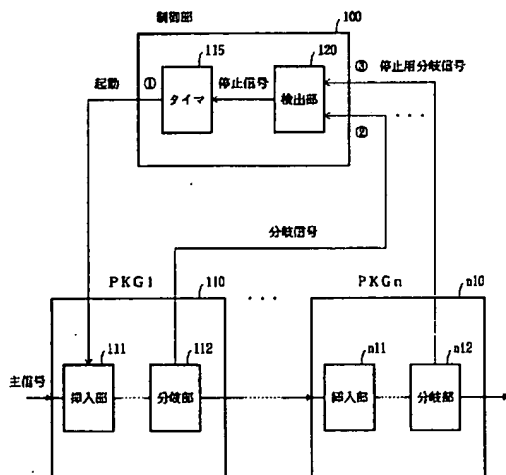 制御部
100
115
120
起動
①
タイマ
停止信号
検出部
③ 停止用分岐信号
②
分岐信号
PKG1
110
PKGn
n10
主信号
111
挿入部
112
分岐部
n11
挿入部
n12
分岐部